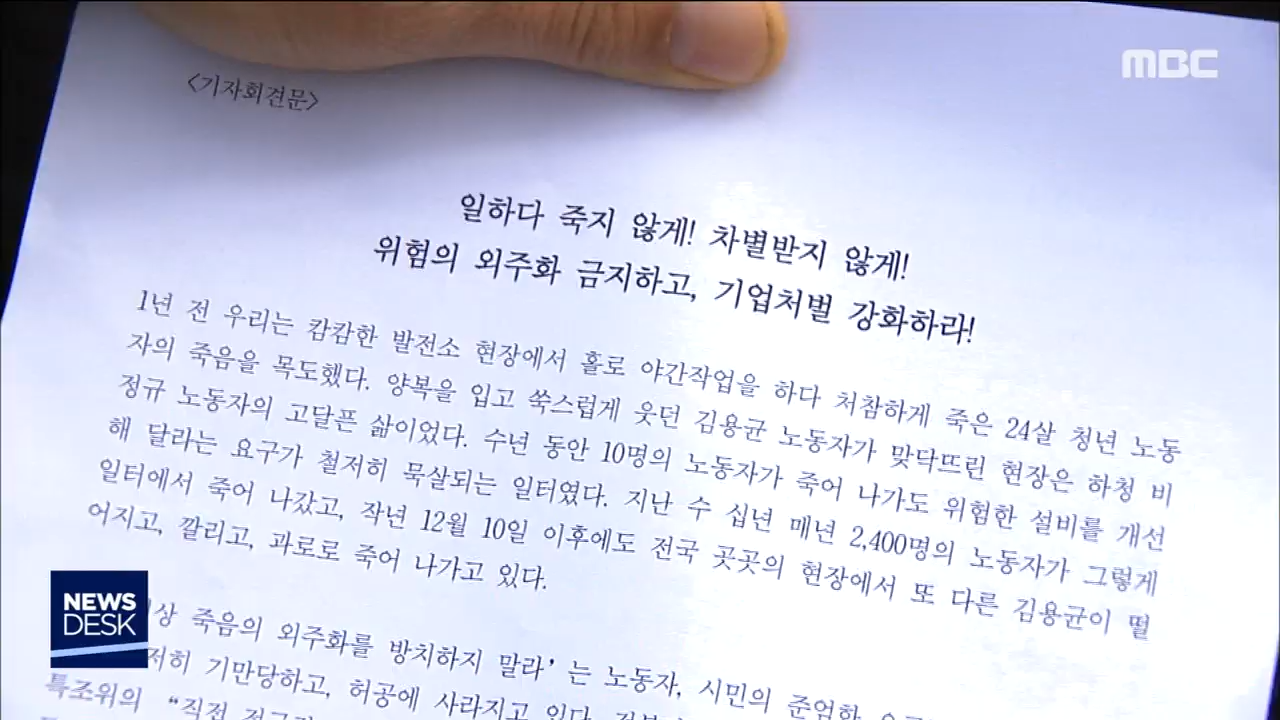 MBC
<기자회견문>
일하다 죽지 않게! 차별받지 않게!
위험의 외주화 금지하고, 기업처벌 강화하라!
1년 전 우리는 캄캄한 발전소 현장에서 홀로 야간작업을 하다 처참하게 죽은 24살 청년 노동
자의 죽음을 목도했다. 양복을 입고 쑥스럽게 웃던 김용균 노동자가 맞닥뜨린 현장은 하청 비
정규 노동자의 고달픈 삶이었다. 수년 동안 10명의 노동자가 죽어 나가도 위험한 설비를 개선
해 달라는 요구가 철저히 묵살되는 일터였다. 지난 수 십년 매년 2,400명의 노동자가 그렇게
일터에서 죽어 나갔고, 작년 12월 10일 이후에도 전국 곳곳의 현장에서 또 다른 김용균이 떨
어지고, 깔리고, 과로로 죽어 나가고 있다.
죽음의 외주화를 방치하지 말라' 는 노동자, 시민의 준엄한
기만당하고, 허공에 사라지고 있다.
특조위의 "직접
NEWS
DESK